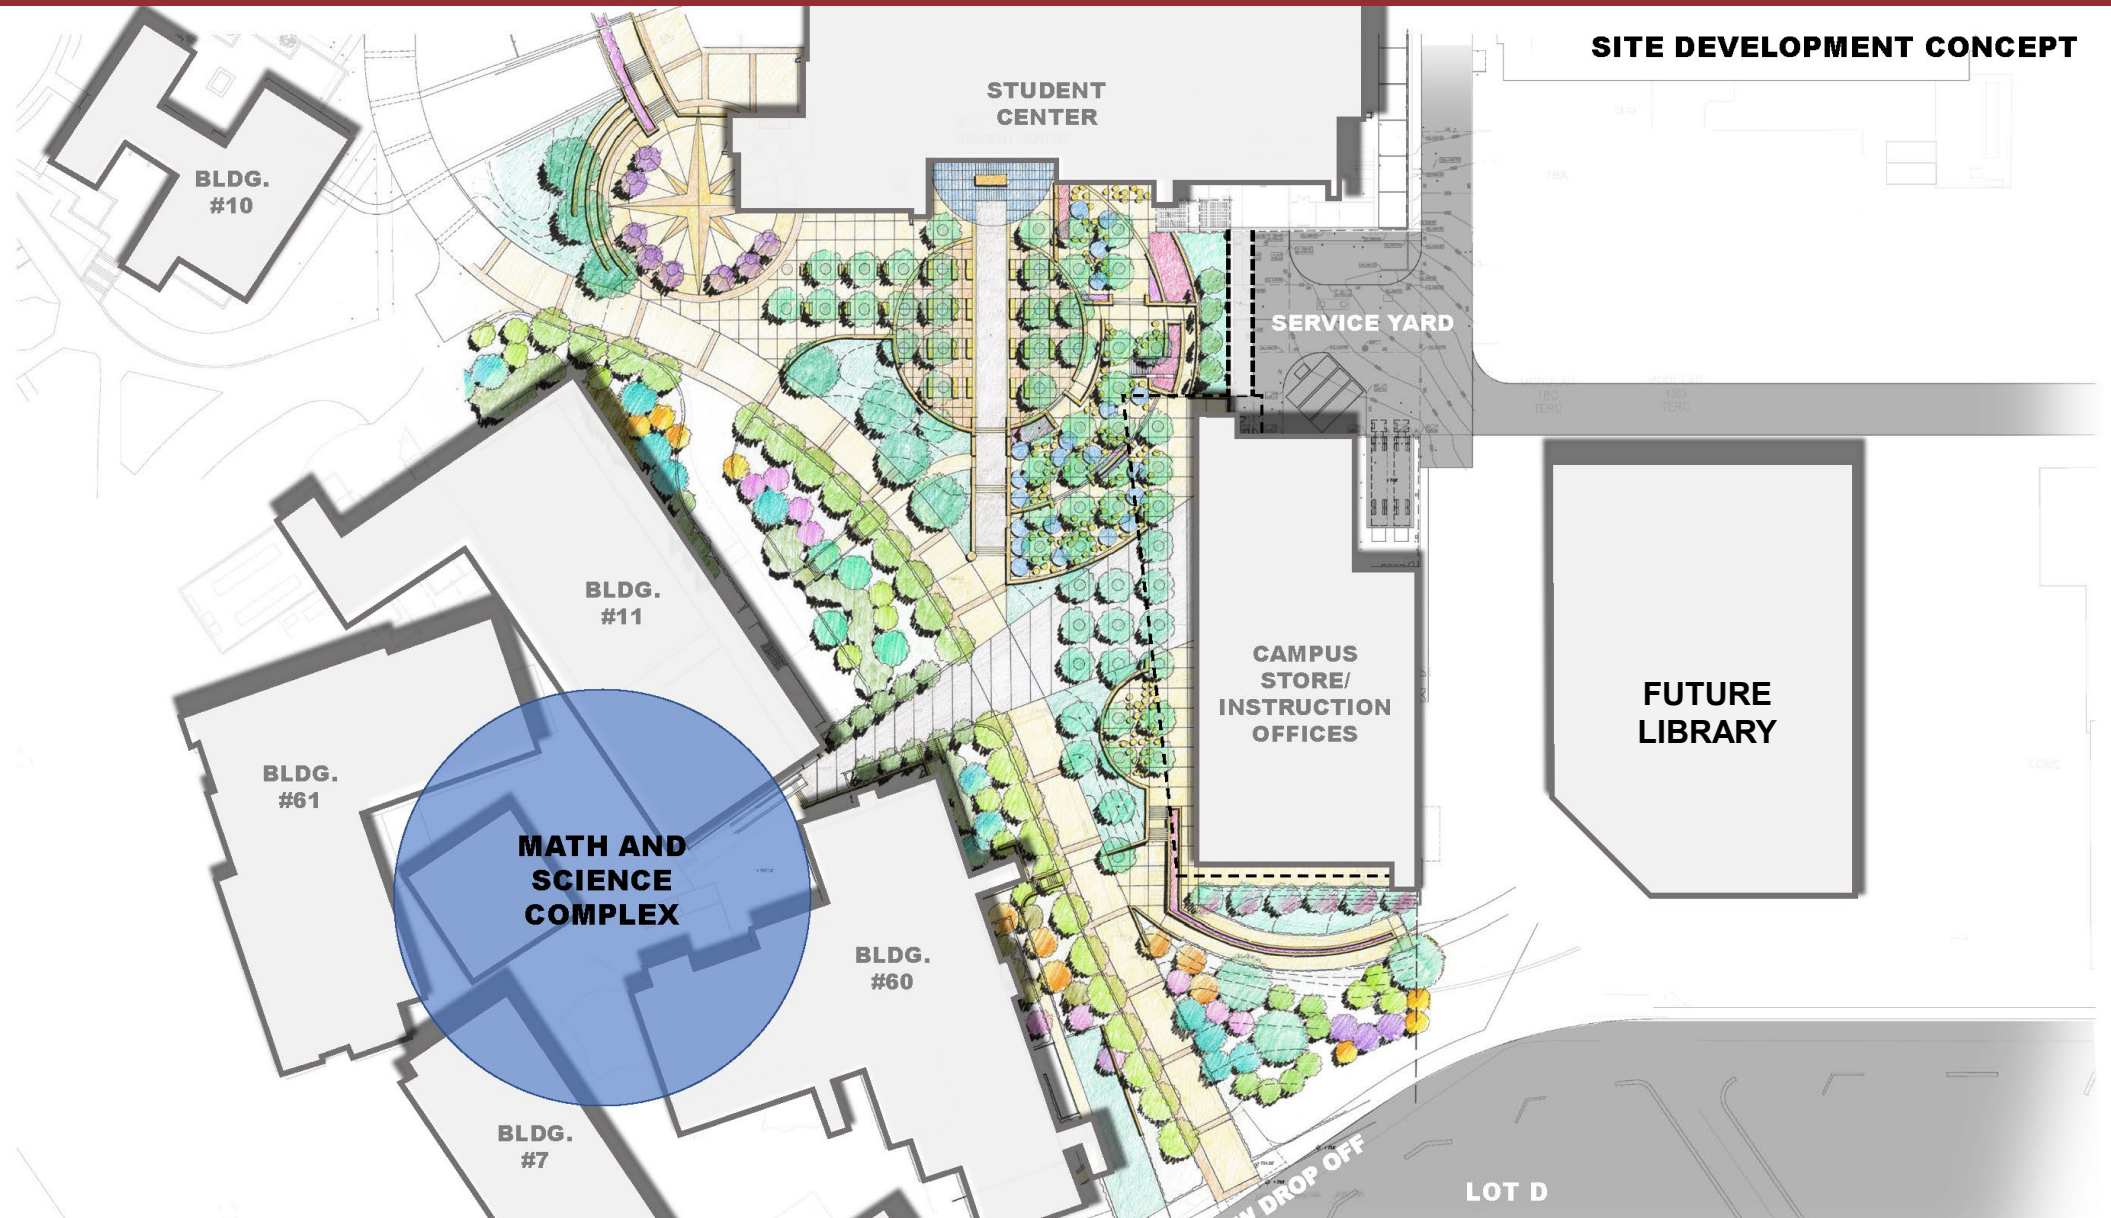 SITE DEVELOPMENT CONCEPT
STUDENT
CENTER
BLDG.
#10
SERVICE YARD
BLDG.
#11
CAMPUS
STORE/
INSTRUCTION
OFFICES
FUTURE
LIBRARY
BLDG.
#61
MATH AND
SCIENCE
COMPLEX
BLDG.
#60
BLDG.
#7
DROP OFF
LOT D